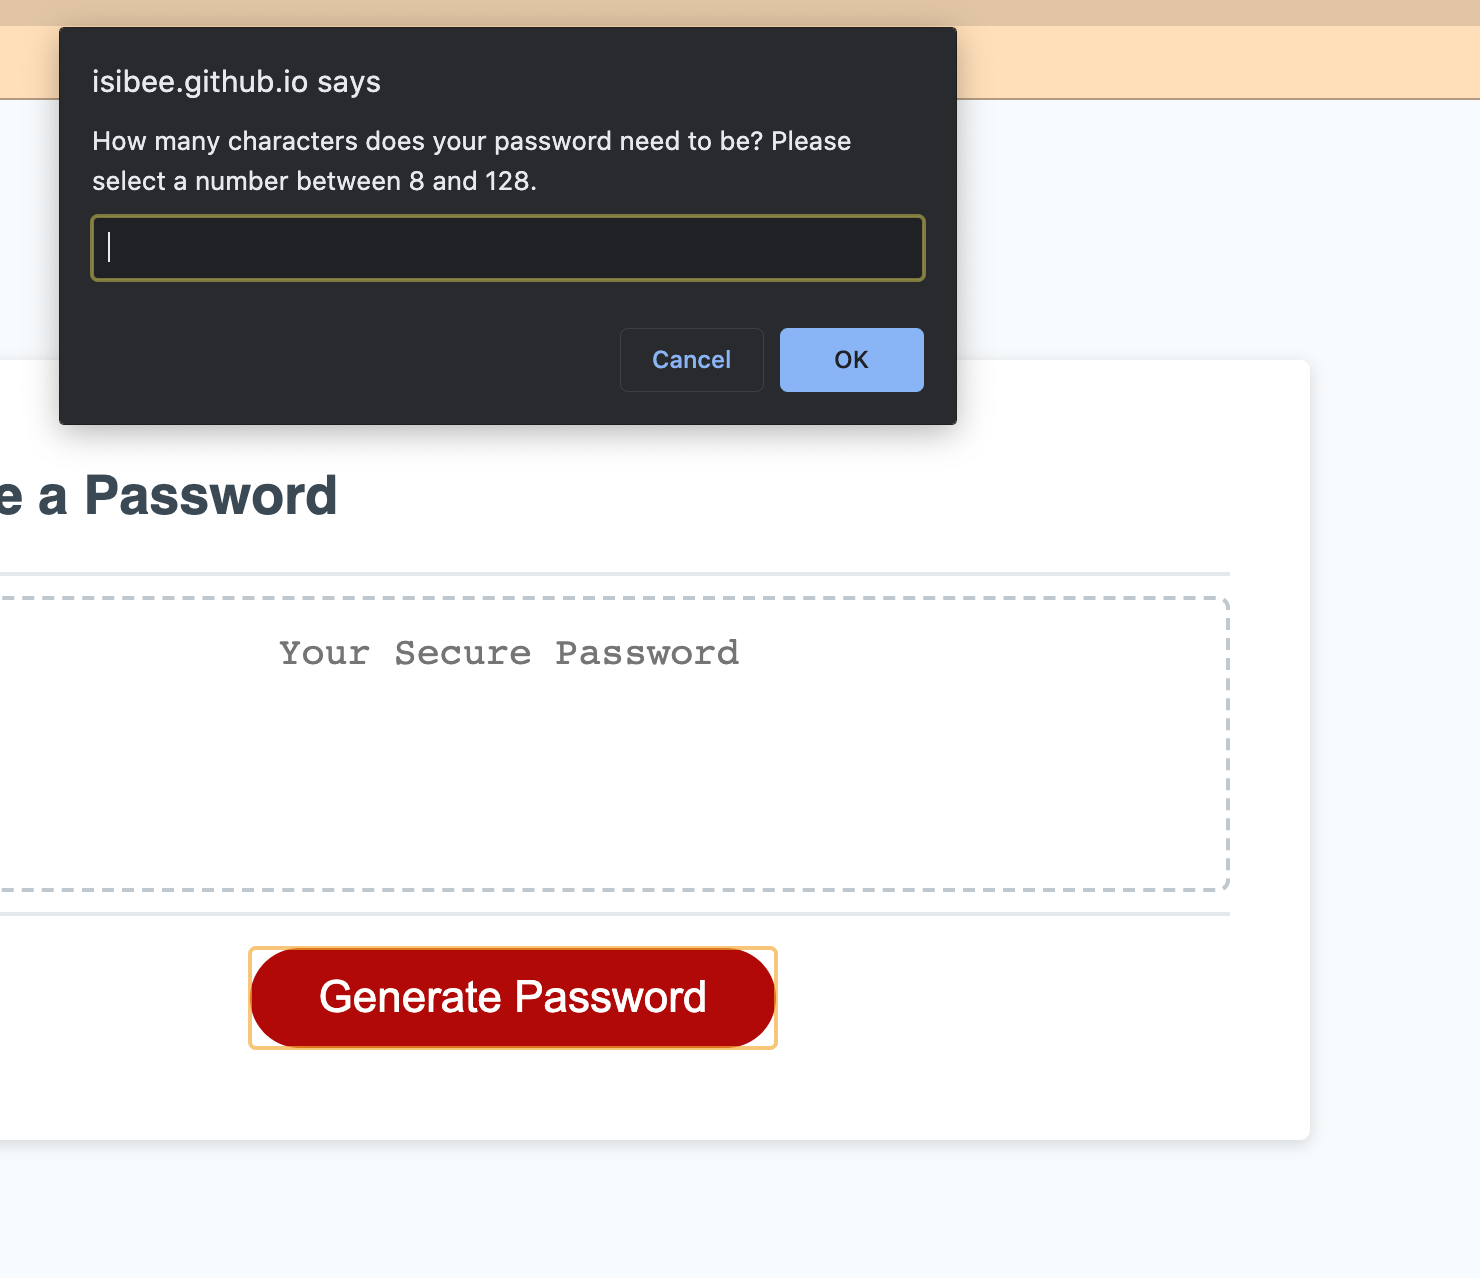 isibee.github.io says
How many characters does your password need to be? Please
select a number between 8 and 128.
Cancel
OK
e a Password
Your Secure Password
Generate Password